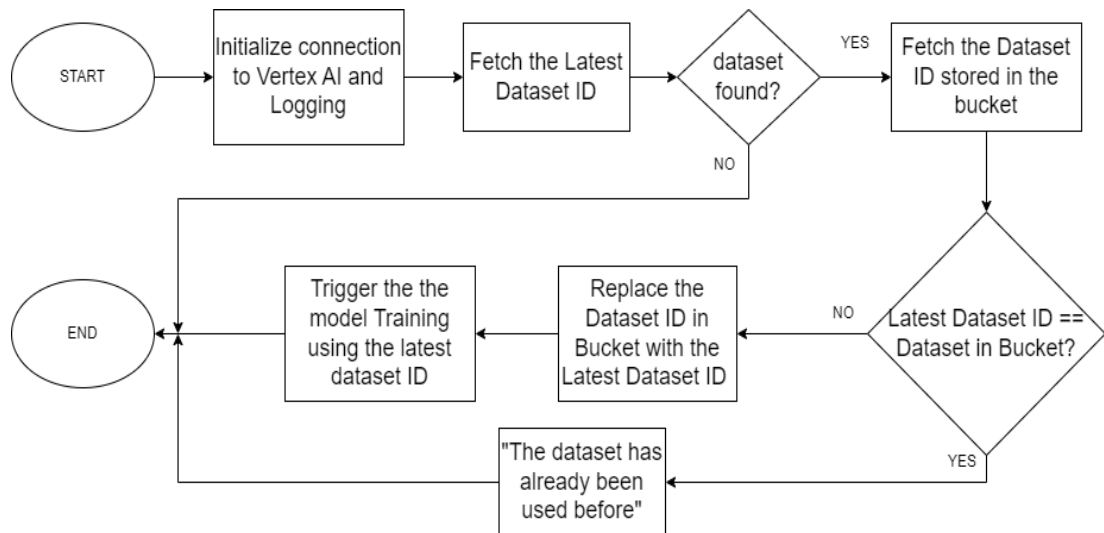 START
Initialize connection
to Vertex AI and
Logging
Fetch the Latest
Dataset ID
dataset
found?
YES
Fetch the Dataset
ID stored in the
bucket
NO
END
Trigger the the
model Training
using the latest
dataset ID
Replace the
Dataset ID in
Bucket with the
Latest Dataset ID
NO
Latest Dataset ID ==
Dataset in Bucket?
YES
"The dataset has
already been
used before"